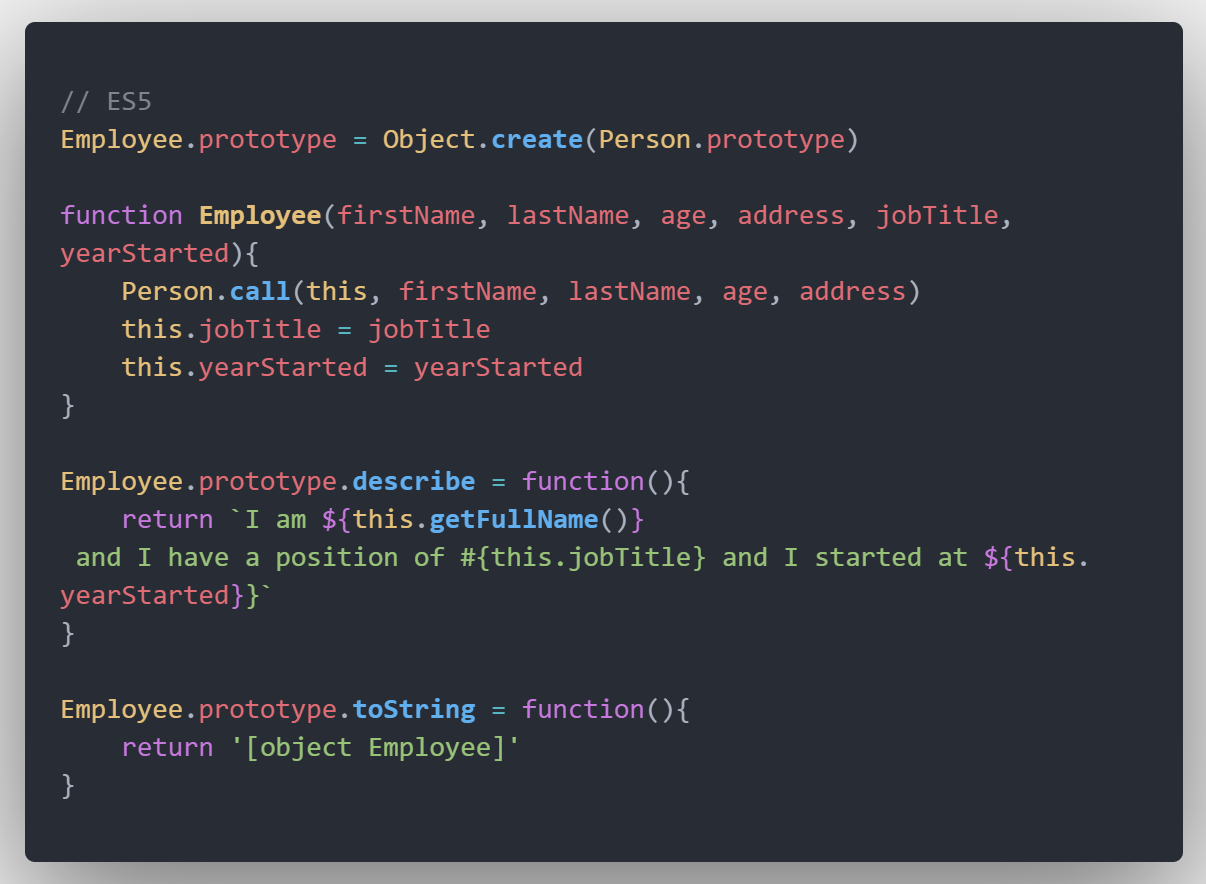 // ES5
Employee.prototype = Object.create(Person.prototype)

function Employee(firstName, lastName, age, address, jobTitle,
yearStarted){
    Person.call(this, firstName, lastName, age, address)
    this.jobTitle = jobTitle
    this.yearStarted = yearStarted
}

Employee.prototype.describe = function(){
    return `I am ${this.getFullName()}
 and I have a position of #{this.jobTitle} and I started at ${this.
yearStarted}}`
}

Employee.prototype.toString = function(){
    return '[object Employee]'
}